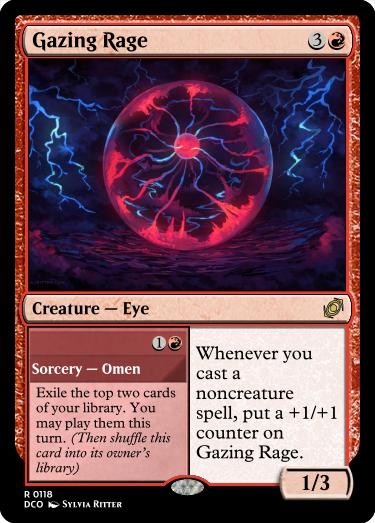 Gazing Rage
3
Creature — Eye
1
Sorcery — Omen
Exile the top two cards
of your library. You
may play them this
turn. (Then shuffle this
card into its owner's
library)
Whenever you
cast a
noncreature
spell, put a +1/+1
counter on
Gazing Rage.
1/3
R 0118
DCO Sylvia Ritter